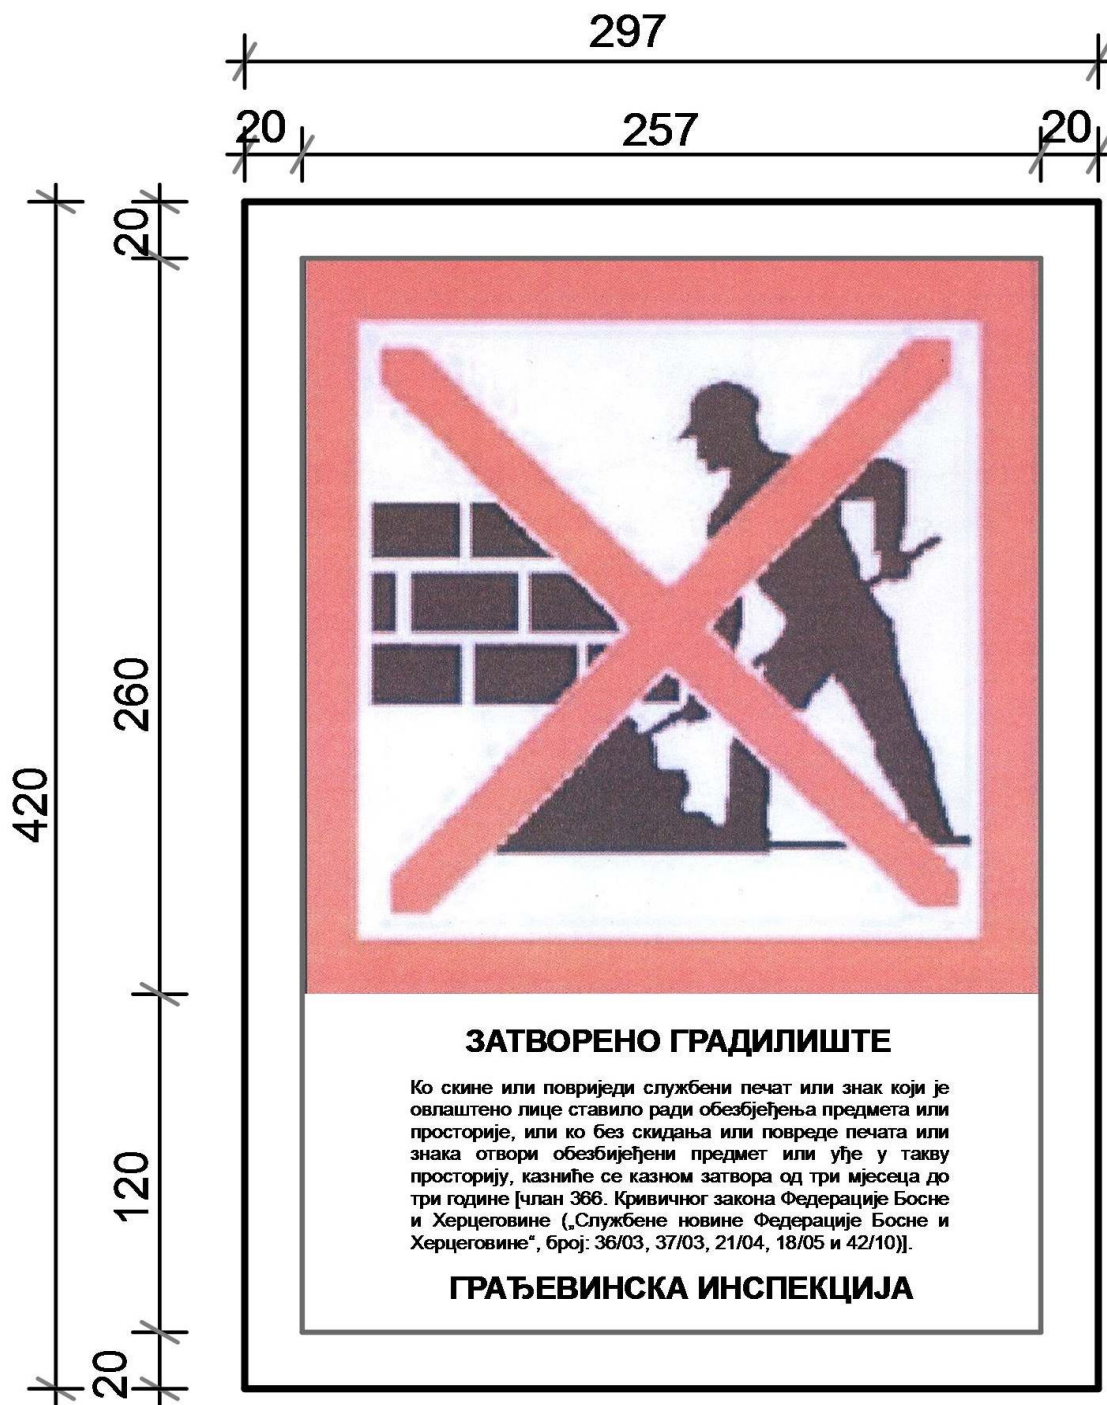 297
20 257 20
20
260
420
120
20
ЗАТВОРЕНО ГРАДИЛИШТЕ
Ко скине или повриједи службени печат или знак који је
овлаштено лице ставило ради обезбјеђења предмета или
просторије, или ко без скидања или повреде печата или
знака отвори обезбијеђени предмет или уђе у такву
просторију, казниће се казном затвора од три мјесеца до
три године [члан 366. Кривичног закона Федерације Босне
и Херцеговине („Службене новине Федерације Босне и
Херцеговине“, број: 36/03, 37/03, 21/04, 18/05 и 42/10)].
ГРАЂЕВИНСКА ИНСПЕКЦИЈА